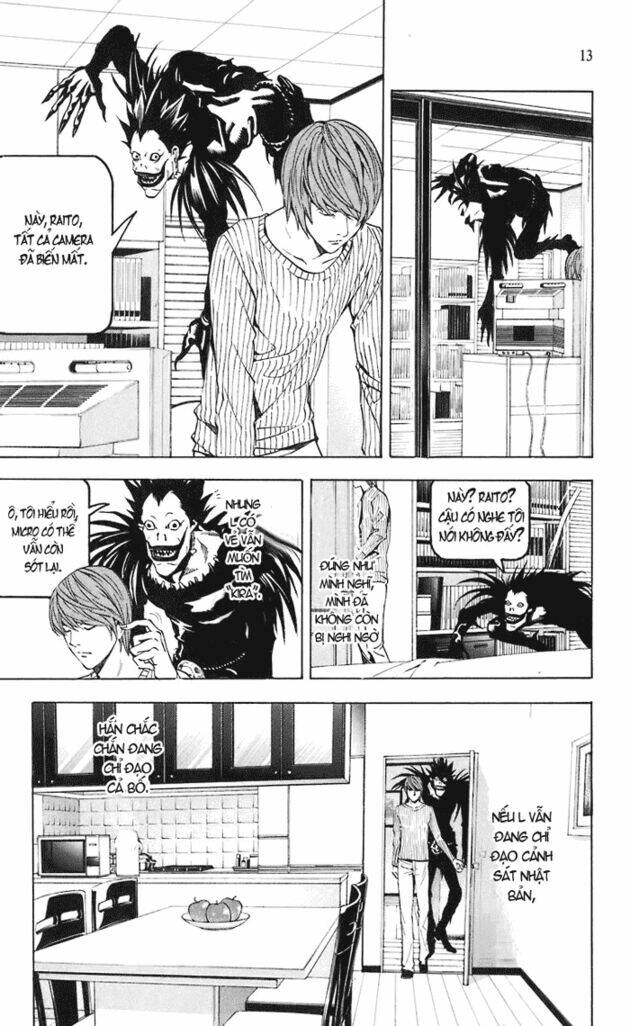 13
NÀY, RAITO,
TẤT CẢ CAMERA
ĐÃ BIẾN MẤT.
NÀY? RAITO?
CẬU CÓ NGHE TÔI
NÓI KHÔNG ĐẤY?
ĐÚNG NHƯ
MÌNH NGHĨ,
MÌNH ĐÃ
KHÔNG CÒN
BỊ NGHI NGỜ
NHƯNG
L CÓ
VẺ VẪN
MUỐN
TÌM
"KIRA".
Ồ, TÔI HIỂU RỒI,
MICRO CÓ THỂ
VẪN CÒN
SÓT LẠI.
NẾU L VẪN
ĐANG CHỈ
ĐẠO CẢNH
SÁT NHẬT
BẢN,
HẮN CHẮC
CHẮN ĐANG
CHỈ ĐẠO
CẢ BỐ.